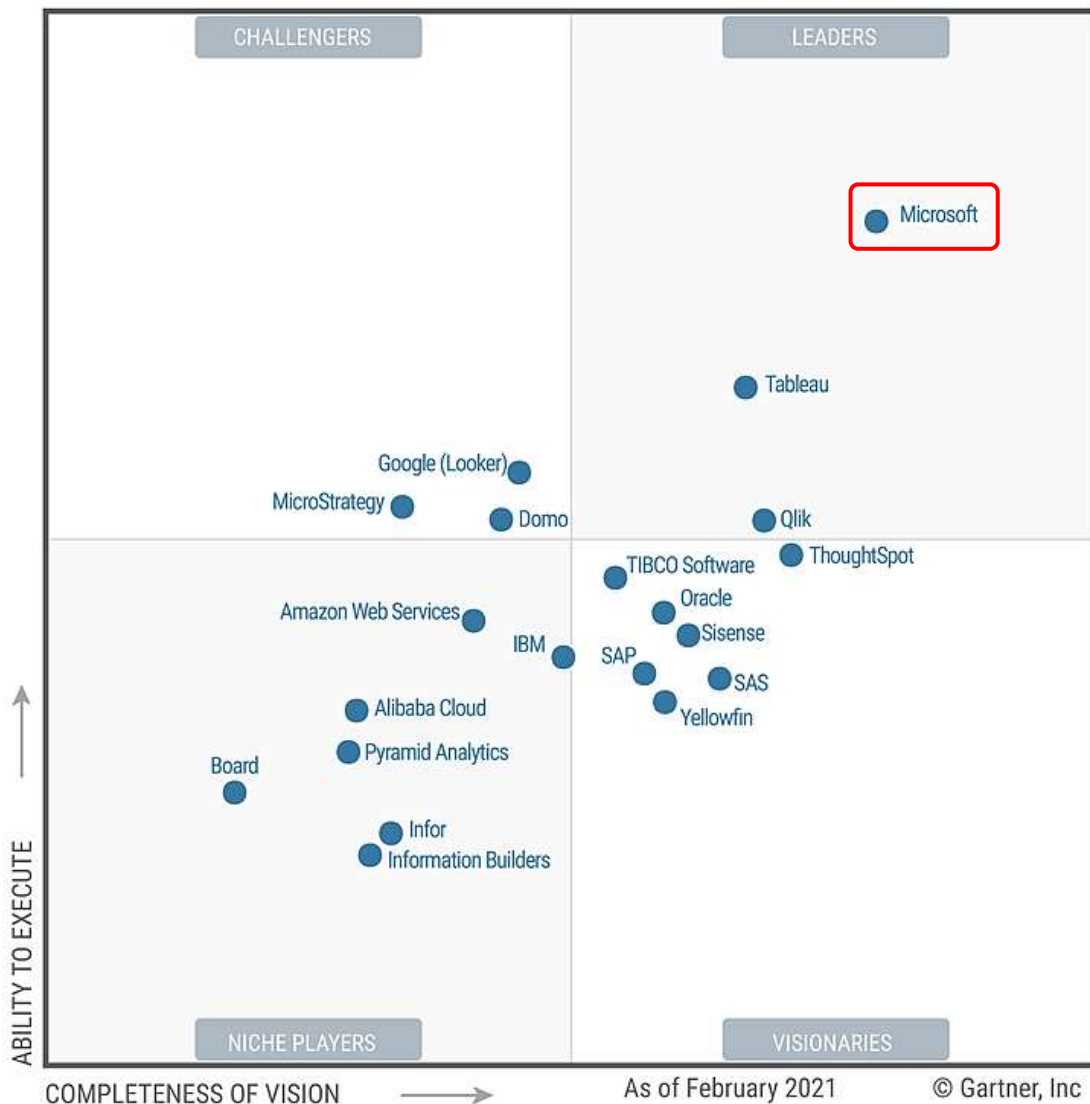 CHALLENGERS
LEADERS
Microsoft
Tableau
Google (Looker)
MicroStrategy
Domo
Qlik
ThoughtSpot
TIBCO Software
Oracle
Amazon Web Services
Sisense
IBM
SAP
SAS
Alibaba Cloud
Yellowfin
Pyramid Analytics
Board
Infor
Information Builders
ABILITY TO EXECUTE
NICHE PLAYERS
VISIONARIES
COMPLETENESS OF VISION
As of February 2021
© Gartner, Inc